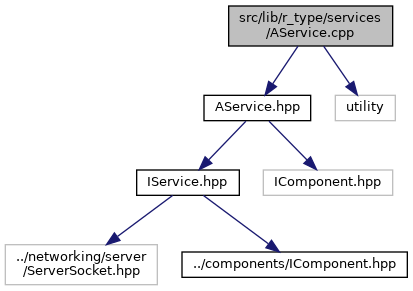 src/lib/r_type/services
/AService.cpp
AService.hpp
utility
IService.hpp
IComponent.hpp
../networking/server
/ServerSocket.hpp
../components/IComponent.hpp